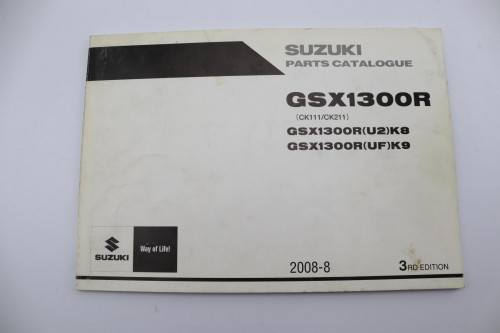 SUZUKI
PARTS CATALOGUE
GSX1300R
(CK111/CK211)
GSX1300R(U2)K8
GSX1300R(UF)K9
SUZUKI
Way of Life!
2008-8
3RD EDITION